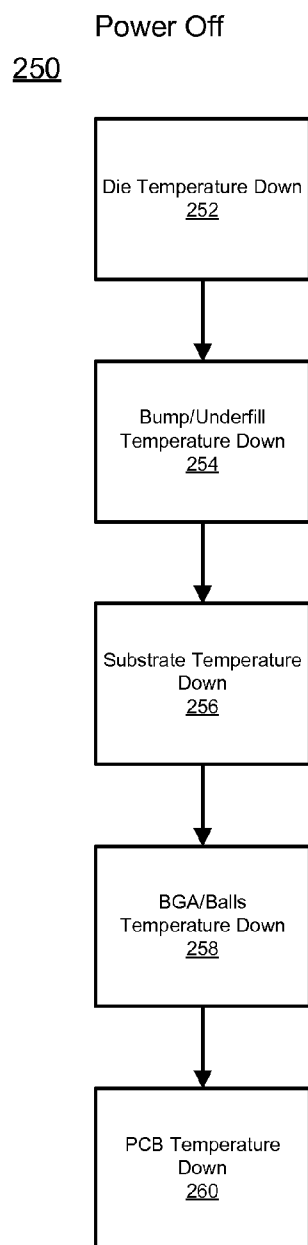 Power Off
250
Die Temperature Down
252
Bump/Underfill
Temperature Down
254
Substrate Temperature
Down
256
BGA/Balls
Temperature Down
258
PCB Temperature
Down
260